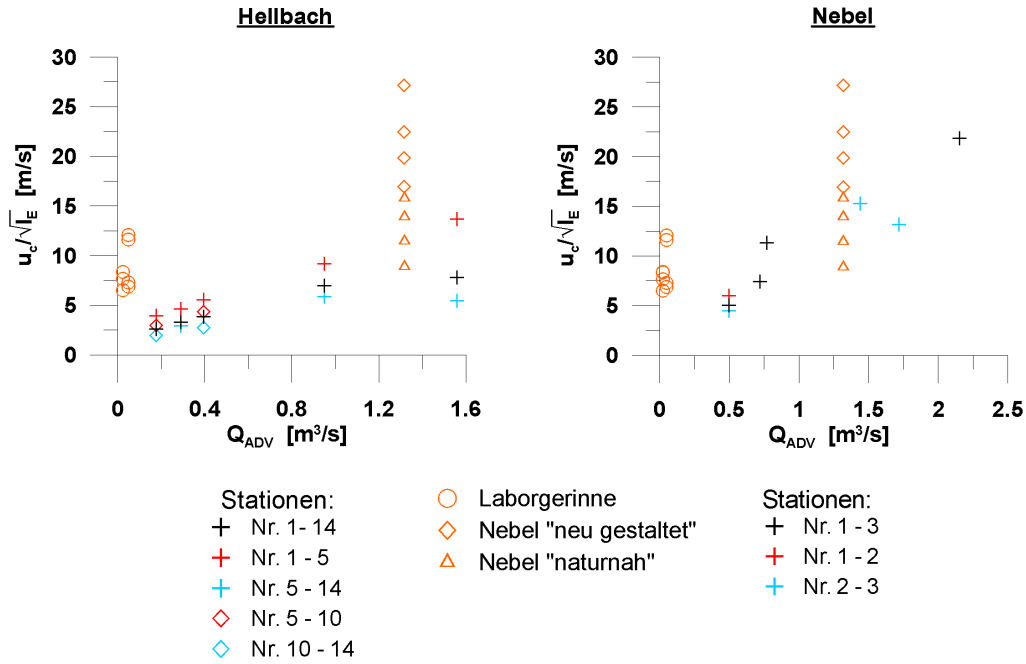 Hellbach
30
25
20
15
10
5
0
u_c/√I_E [m/s]
0
0.4
0.8
1.2
1.6
Q_ADV [m³/s]
Nebel
30
25
20
15
10
5
0
u_c/√I_E [m/s]
0
0.5
1
1.5
2
2.5
Q_ADV [m³/s]
Stationen:
Nr. 1 - 14
Nr. 1 - 5
Nr. 5 - 14
Nr. 5 - 10
Nr. 10 - 14
Laborgerinne
Nebel "neu gestaltet"
Nebel "naturnah"
Stationen:
Nr. 1 - 3
Nr. 1 - 2
Nr. 2 - 3